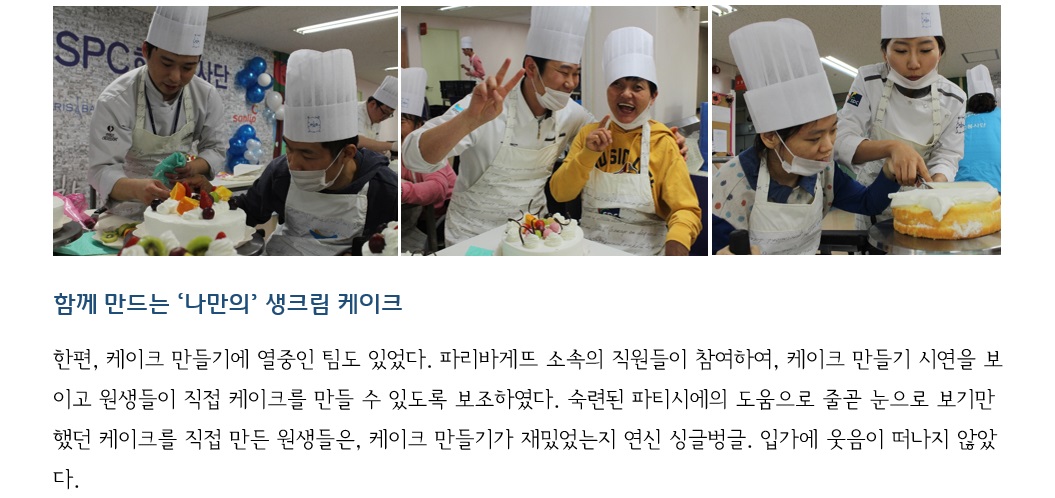 SPC
사단
함께 만드는 ‘나만의’ 생크림 케이크
한편, 케이크 만들기에 열중인 팀도 있었다. 파리바게뜨 소속의 직원들이 참여하여, 케이크 만들기 시연을 보
이고 원생들이 직접 케이크를 만들 수 있도록 보조하였다. 숙련된 파티시에의 도움으로 줄곧 눈으로 보기만
했던 케이크를 직접 만든 원생들은, 케이크 만들기가 재밌었는지 연신 싱글벙글. 입가에 웃음이 떠나지 않았
다.